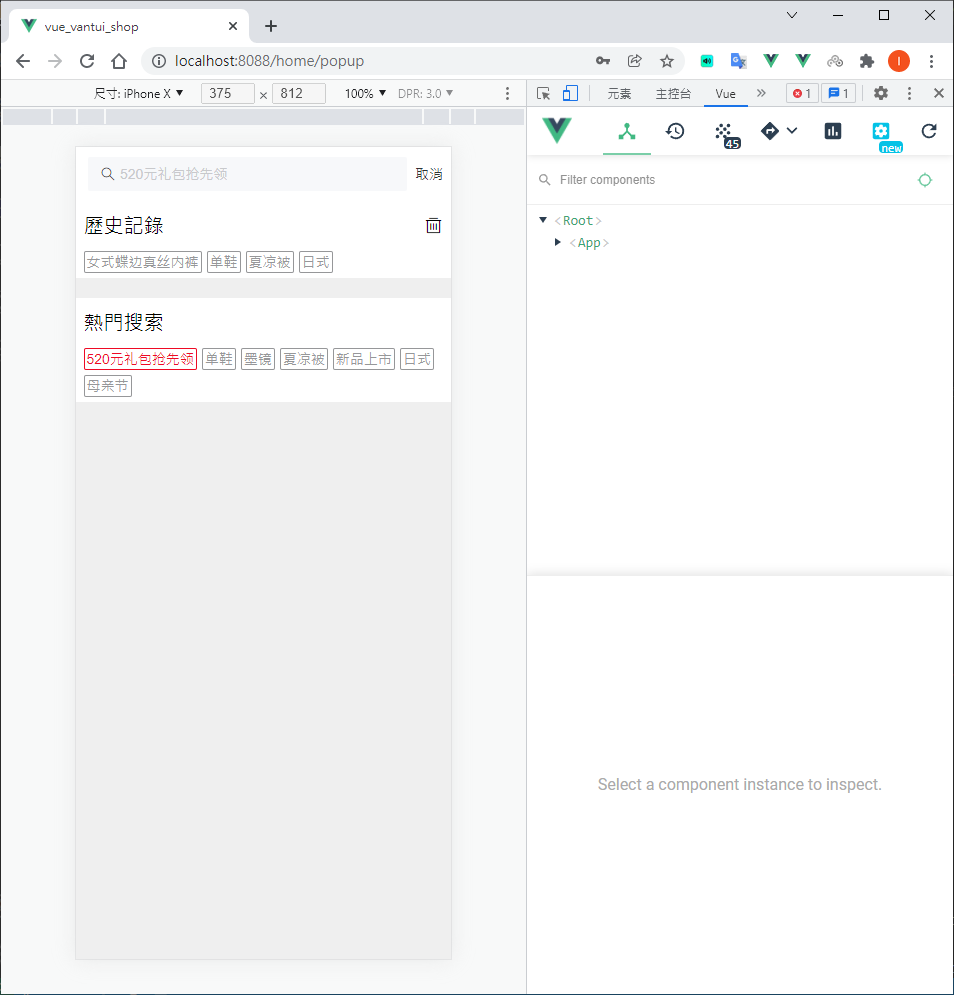 vue_vantui_shop
localhost:8088/home/popup
I
尺寸: iPhone X ▼ 375 × 812 100% ▼ DPR: 3.0 ▼
元素 主控台 Vue » 1 1
45
new
520元礼包抢先领 取消
Filter components
歷史記錄
<Root>
<App>
女式蝶边真丝内裤 单鞋 夏凉被 日式
熱門搜索
520元礼包抢先领 单鞋 墨镜 夏凉被 新品上市 日式
母亲节
Select a component instance to inspect.